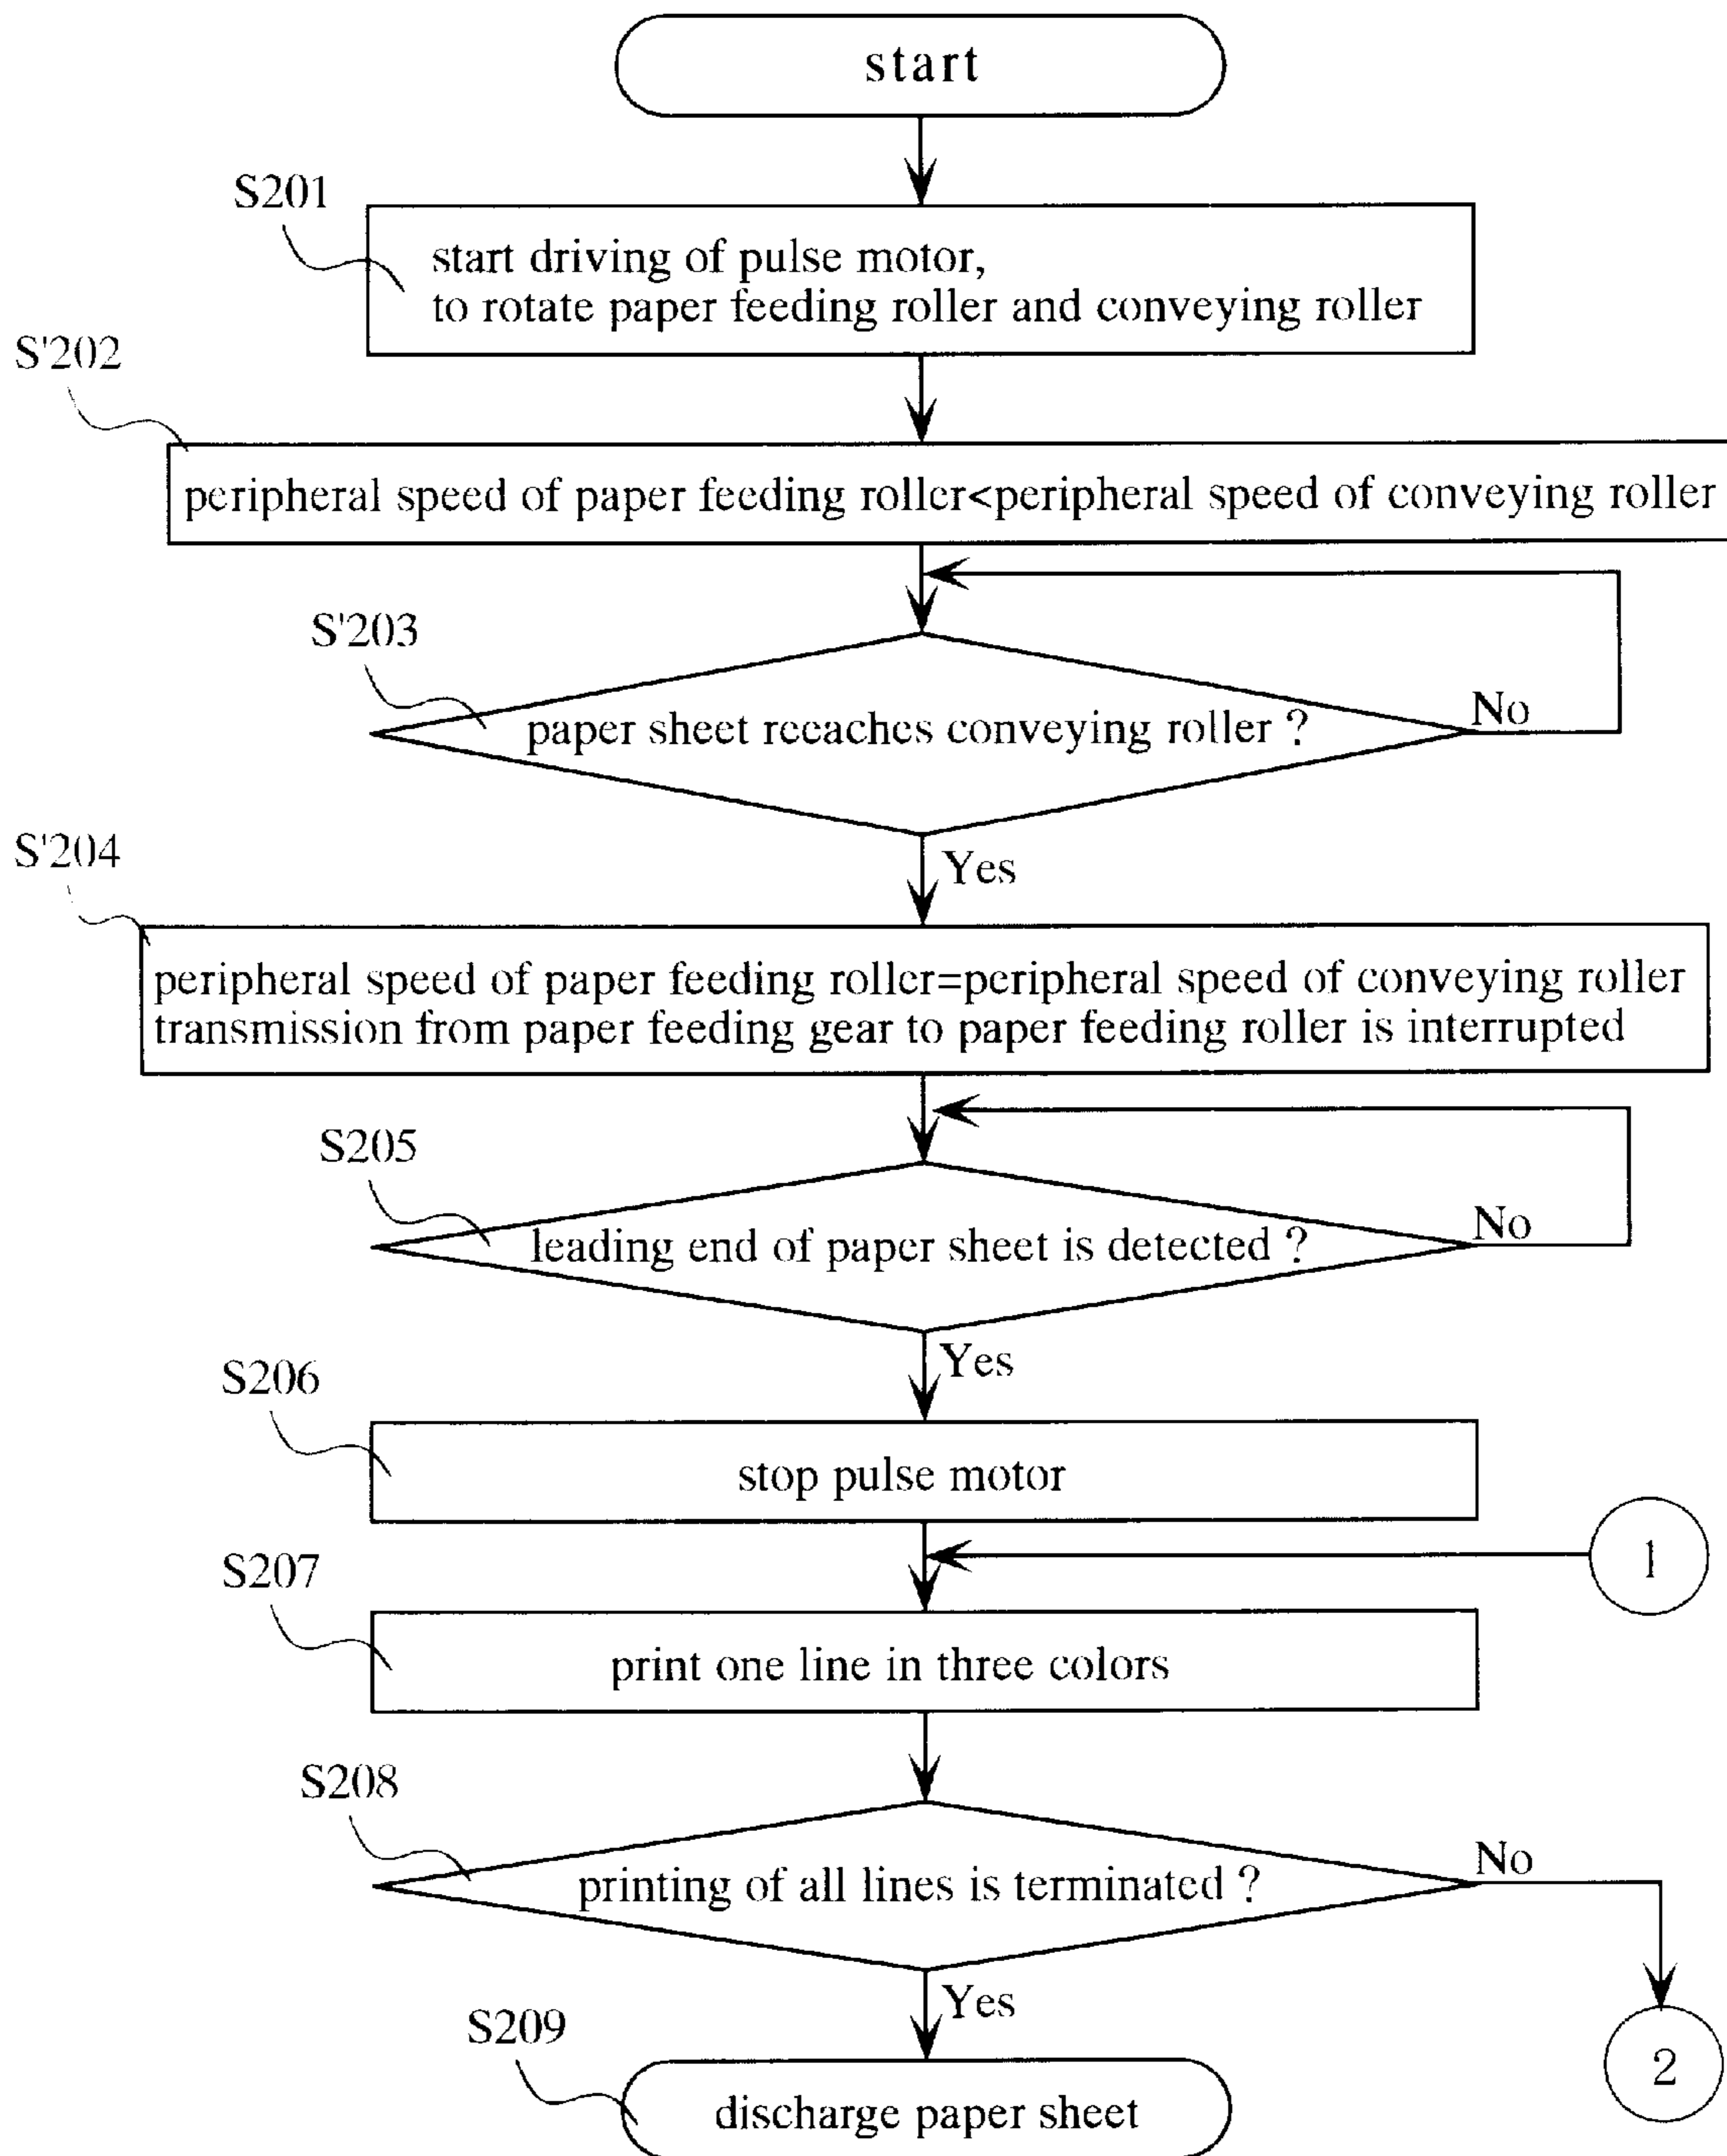 start
S201
start driving of pulse motor,
to rotate paper feeding roller and conveying roller
S'202
peripheral speed of paper feeding roller<peripheral speed of conveying roller
S'203
paper sheet reeaches conveying roller ?
No
Yes
S'204
peripheral speed of paper feeding roller=peripheral speed of conveying roller
transmission from paper feeding gear to paper feeding roller is interrupted
S205
leading end of paper sheet is detected ?
No
Yes
S206
stop pulse motor
1
S207
print one line in three colors
S208
printing of all lines is terminated ?
No
Yes
2
S209
discharge paper sheet